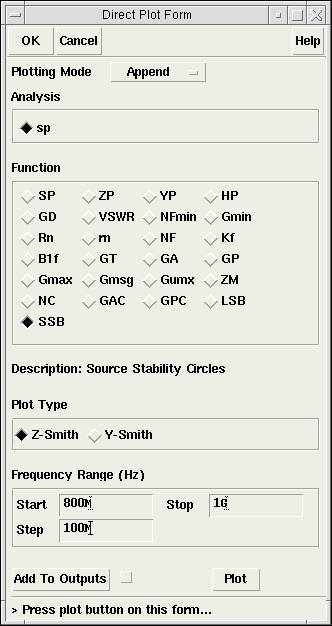 Direct Plot Form
OK Cancel Help
Plotting Mode Append
Analysis
sp
Function
SP ZP YP HP
GD VSWR NFmin Gmin
Rn rn NF Kf
B1f GT GA GP
Gmax Gmsg Gumx ZM
NC GAC GPC LSB
SSB
Description: Source Stability Circles
Plot Type
Z-Smith Y-Smith
Frequency Range (Hz)
Start 800M Stop 1G
Step 100M
Add To Outputs Plot
> Press plot button on this form...